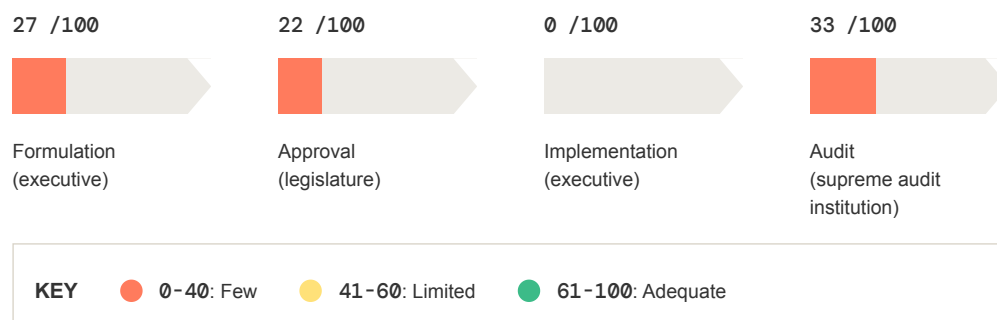 27 /100
22 /100
0 /100
33 /100
Formulation
(executive)
Approval
(legislature)
Implementation
(executive)
Audit
(supreme audit
institution)
KEY
0-40: Few
41-60: Limited
61-100: Adequate